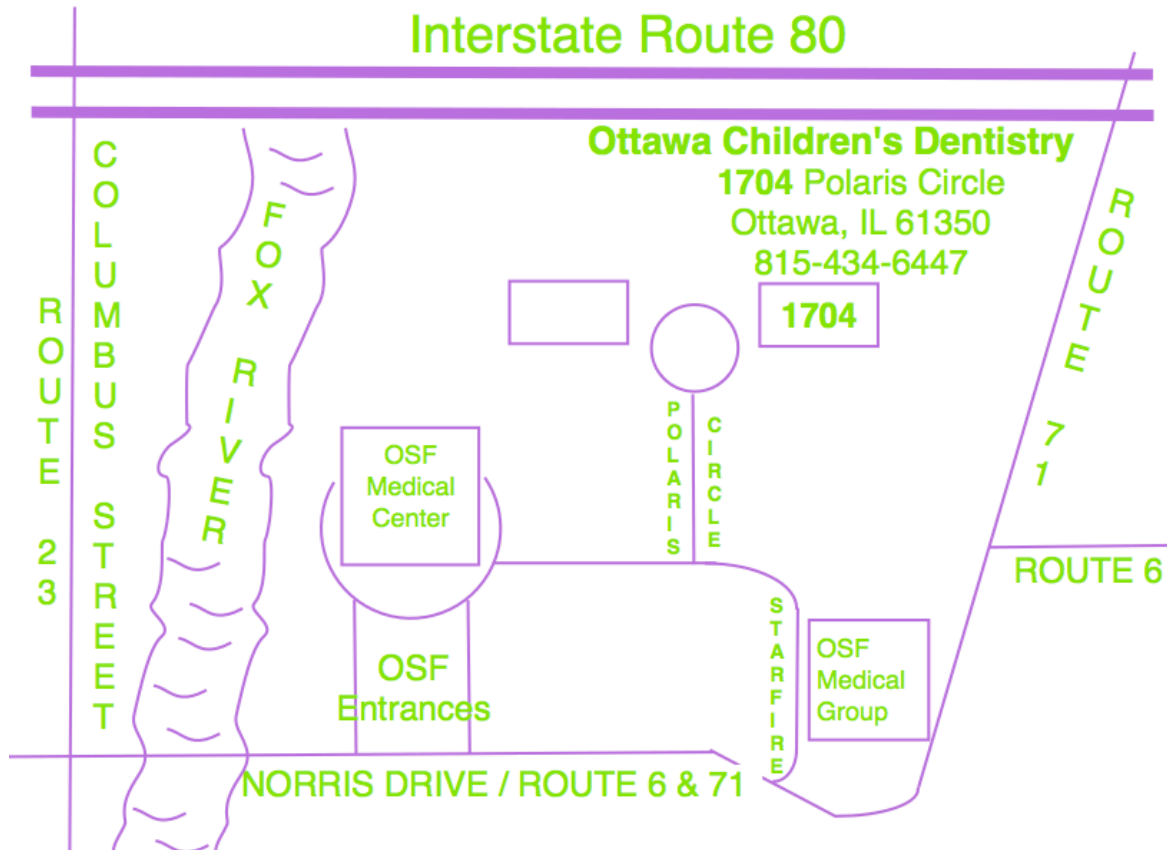 Interstate Route 80
Ottawa Children's Dentistry
1704 Polaris Circle
Ottawa, IL 61350
815-434-6447
COLUMBUS STREET
ROUTE 23
FOX RIVER
ROUTE 71
1704
POLARIS
CIRCLE
OSF
Medical
Center
ROUTE 6
STARFIRE
OSF
Medical
Group
OSF
Entrances
NORRIS DRIVE / ROUTE 6 & 71